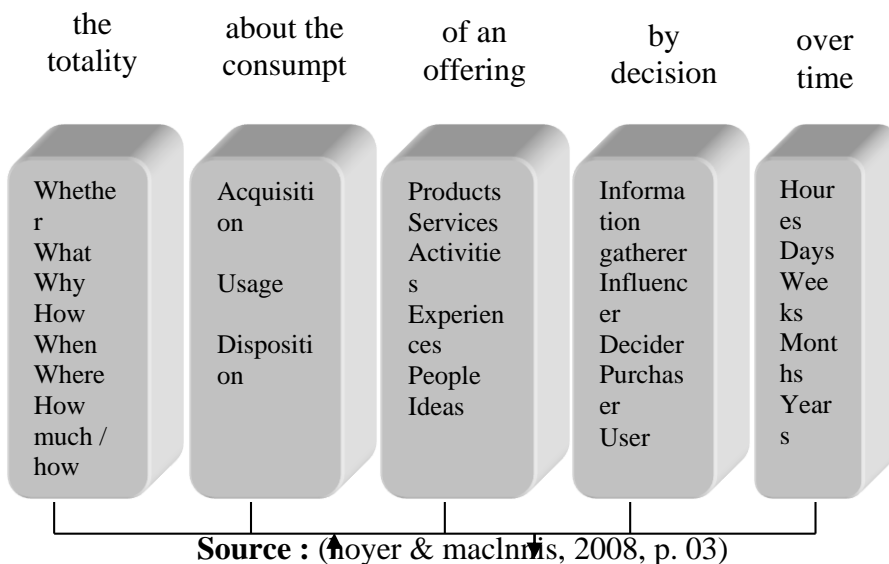 the
totality
about the
consumpt
of an
offering
by
decision
over
time
Whethe
r
What
Why
How
When
Where
How
much /
how
Acquisiti
on
Usage
Dispositi
on
Products
Services
Activitie
s
Experien
ces
People
Ideas
Informa
tion
gatherer
Influenc
er
Decider
Purchas
er
User
Hour
es
Days
Wee
ks
Mont
hs
Year
s
Source : (hoyer & maclnnis, 2008, p. 03)